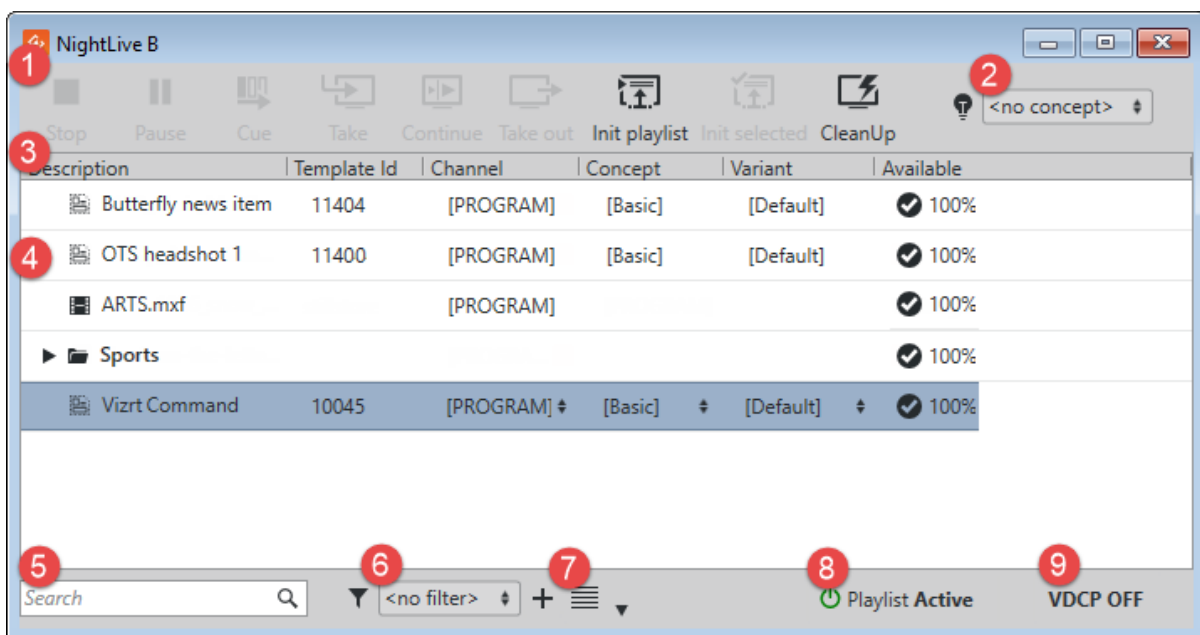 NightLive B
1
2
<no concept>
Stop Pause Cue Take Continue Take out Init playlist Init selected CleanUp
3
Description Template Id Channel Concept Variant Available
Butterfly news item 11404 [PROGRAM] [Basic] [Default] 100%
4
OTS headshot 1 11400 [PROGRAM] [Basic] [Default] 100%
ARTS.mxf [PROGRAM] 100%
Sports 100%
Vizrt Command 10045 [PROGRAM] [Basic] [Default] 100%
5 6 7 8 9
Search <no filter> Playlist Active VDCP OFF